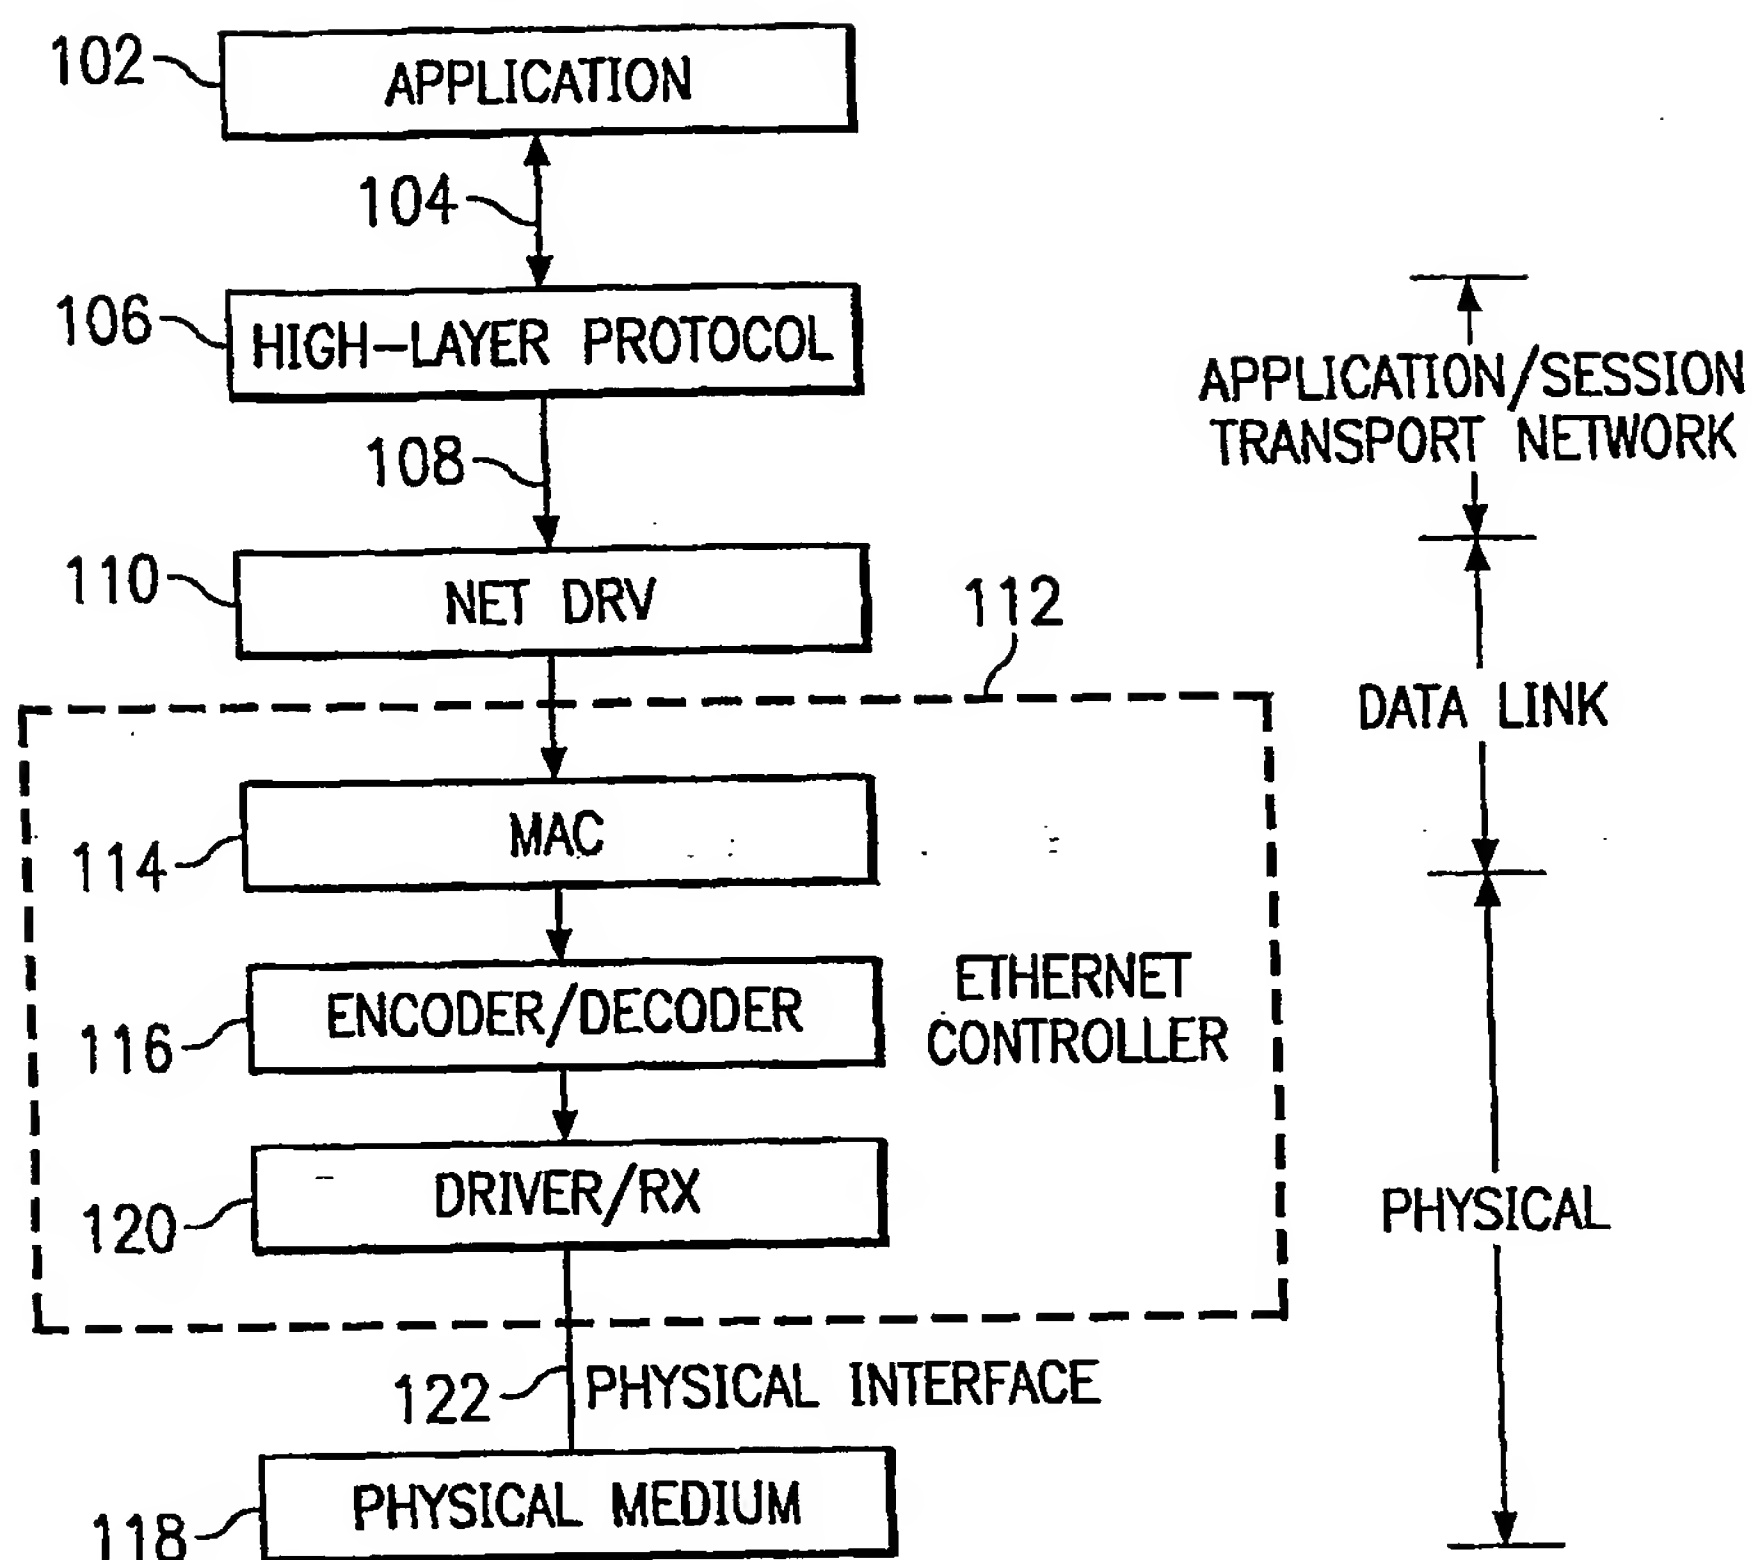 102
APPLICATION
104
106
HIGH-LAYER PROTOCOL
APPLICATION/SESSION
TRANSPORT NETWORK
108
110
NET DRV
112
DATA LINK
MAC
114
ENCODER/DECODER
116
ETHERNET
CONTROLLER
DRIVER/RX
120
PHYSICAL
122
PHYSICAL INTERFACE
PHYSICAL MEDIUM
118